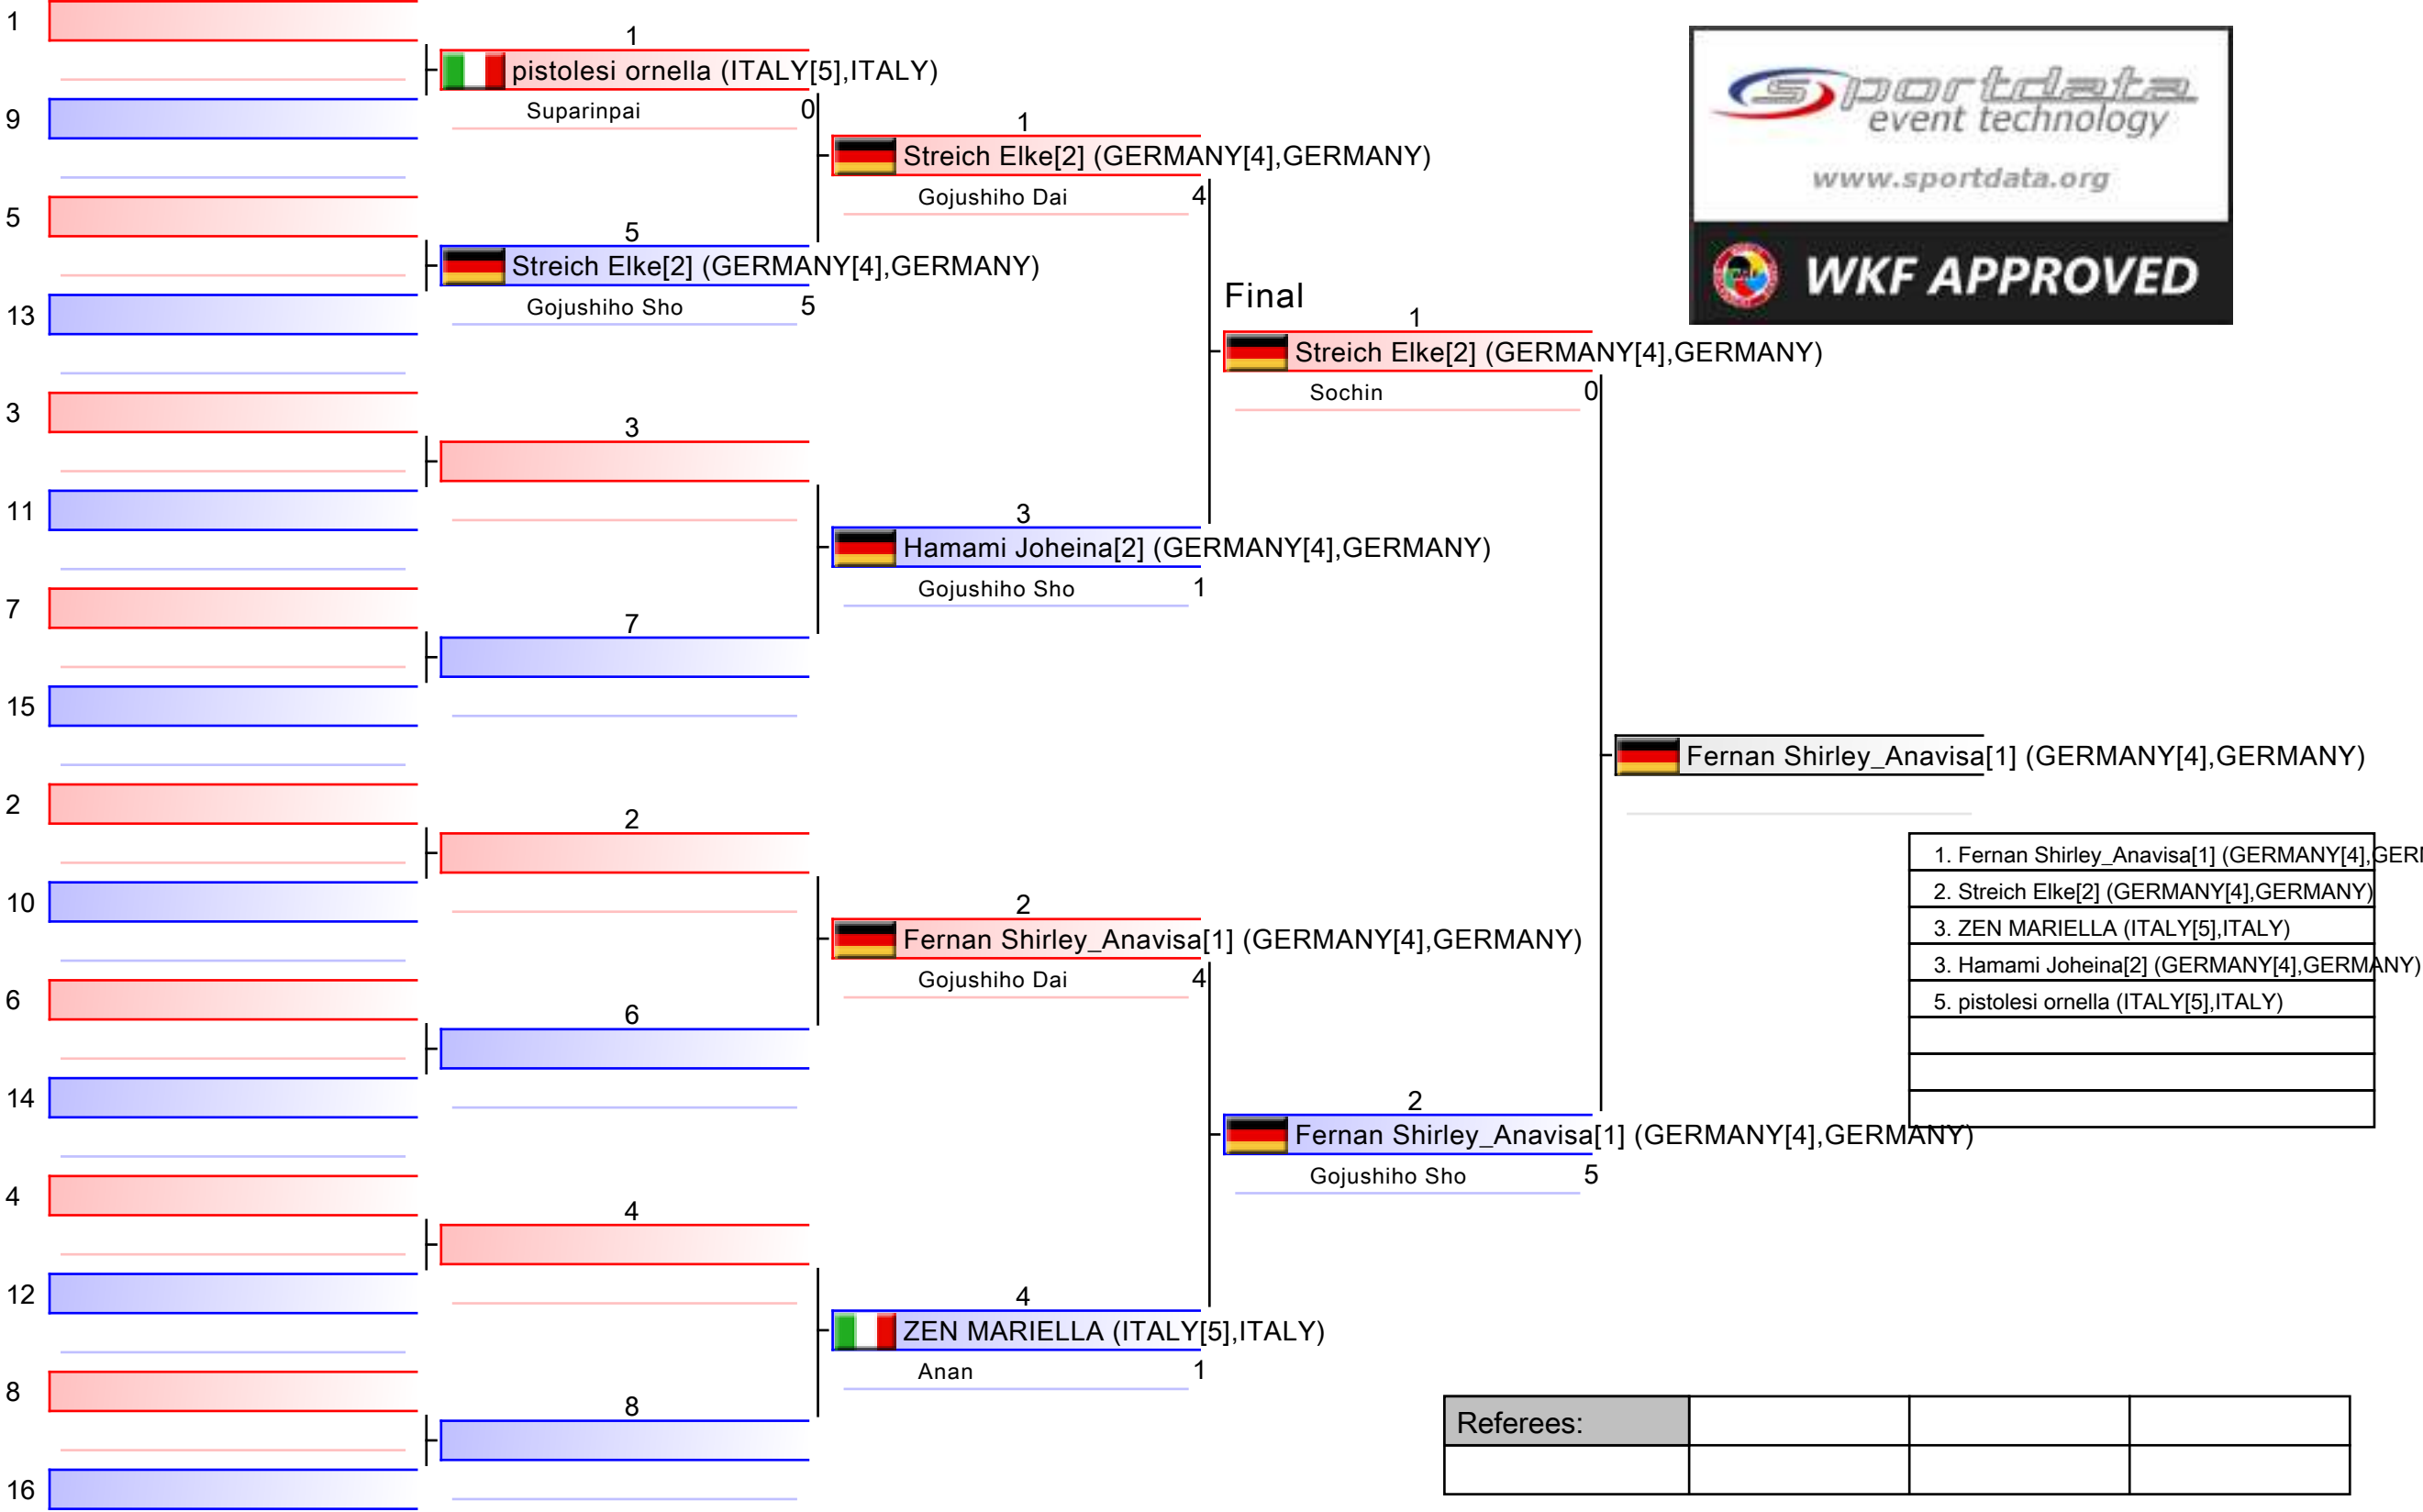 1
9
5
13
3
11
7
15
2
10
6
14
4
12
8
16
1
pistolesi ornella (ITALY[5],ITALY)
Suparinpai 0
5
Streich Elke[2] (GERMANY[4],GERMANY)
Gojushiho Sho 5
3
7
2
6
4
8
1
Streich Elke[2] (GERMANY[4],GERMANY)
Gojushiho Dai 4
3
Hamami Joheina[2] (GERMANY[4],GERMANY)
Gojushiho Sho 1
2
Fernan Shirley_Anavisa[1] (GERMANY[4],GERMANY)
Gojushiho Dai 4
4
ZEN MARIELLA (ITALY[5],ITALY)
Anan 1
Final
1
Streich Elke[2] (GERMANY[4],GERMANY)
Sochin 0
2
Fernan Shirley_Anavisa[1] (GERMANY[4],GERMANY)
Gojushiho Sho 5
Fernan Shirley_Anavisa[1] (GERMANY[4],GERMANY)
sportdata
event technology
www.sportdata.org
WKF APPROVED
1. Fernan Shirley_Anavisa[1] (GERMANY[4],GER
2. Streich Elke[2] (GERMANY[4],GERMANY)
3. ZEN MARIELLA (ITALY[5],ITALY)
3. Hamami Joheina[2] (GERMANY[4],GERMANY)
5. pistolesi ornella (ITALY[5],ITALY)
Referees: